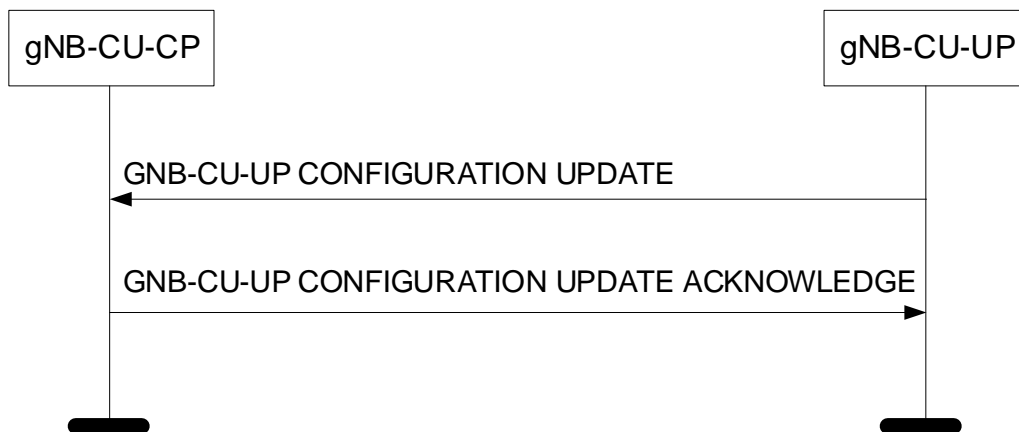 gNB-CU-CP
gNB-CU-UP
GNB-CU-UP CONFIGURATION UPDATE
GNB-CU-UP CONFIGURATION UPDATE ACKNOWLEDGE